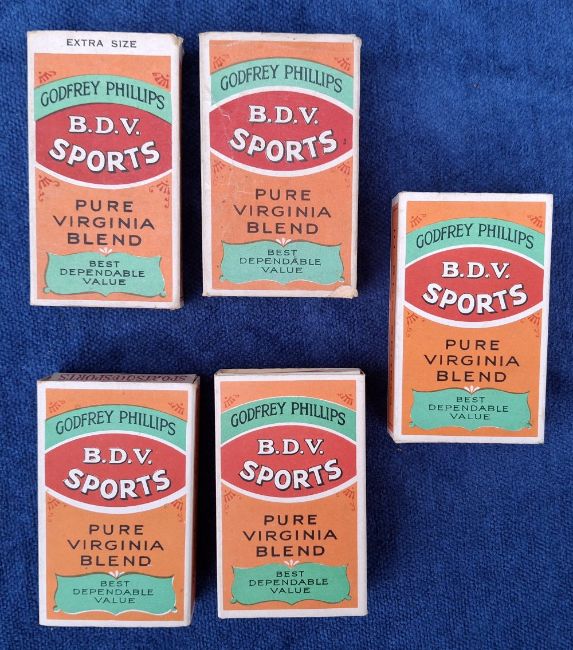 EXTRA SIZE
GODFREY PHILLIPS
B.D.V.
SPORTS
PURE
VIRGINIA
BLEND
BEST
DEPENDABLE
VALUE
GODFREY PHILLIPS
B.D.V.
SPORTS
PURE
VIRGINIA
BLEND
BEST
DEPENDABLE
VALUE
GODFREY PHILLIPS
B.D.V.
SPORTS
PURE
VIRGINIA
BLEND
BEST
DEPENDABLE
VALUE
GODFREY PHILLIPS
B.D.V.
SPORTS
PURE
VIRGINIA
BLEND
BEST
DEPENDABLE
VALUE
GODFREY PHILLIPS
B.D.V.
SPORTS
PURE
VIRGINIA
BLEND
BEST
DEPENDABLE
VALUE